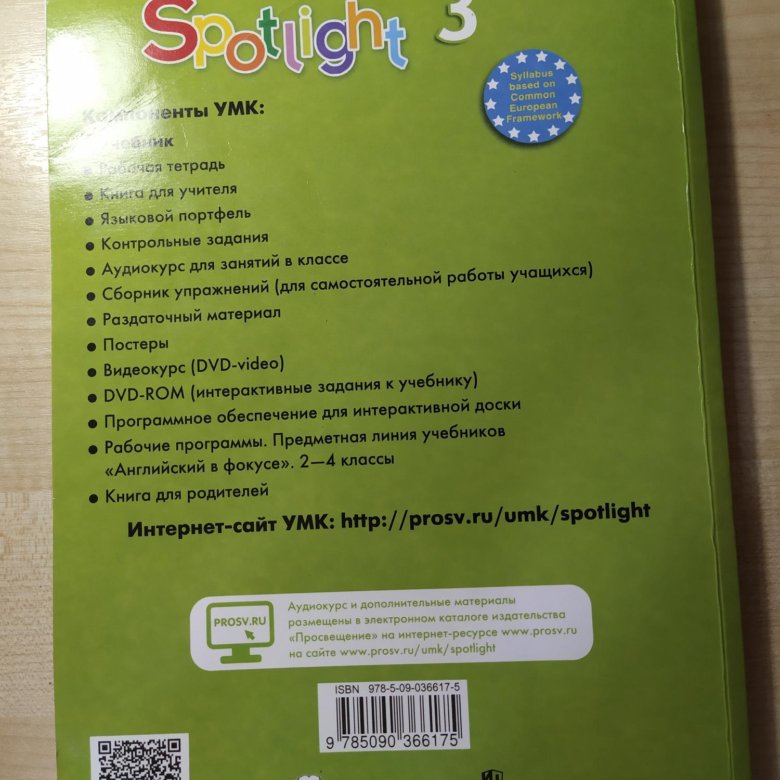 Spotlight 3
Syllabus
based on
Common
European
Framework
Компоненты УМК:
Учебник
Рабочая тетрадь
Книга для учителя
Языковой портфель
Контрольные задания
Аудиокурс для занятий в классе
Сборник упражнений (для самостоятельной работы учащихся)
Раздаточный материал
Постеры
Видеокурс (DVD-video)
DVD-ROM (интерактивные задания к учебнику)
Программное обеспечение для интерактивной доски
Рабочие программы. Предметная линия учебников
«Английский в фокусе». 2—4 классы
Книга для родителей
Интернет-сайт УМК: http://prosv.ru/umk/spotlight
PROSV.RU
Аудиокурс и дополнительные материалы
размещены в электронном каталоге издательства
«Просвещение» на интернет-ресурсе www.prosv.ru
на сайте www.prosv.ru/umk/spotlight
ISBN 978-5-09-036617-5
9 785090 366175